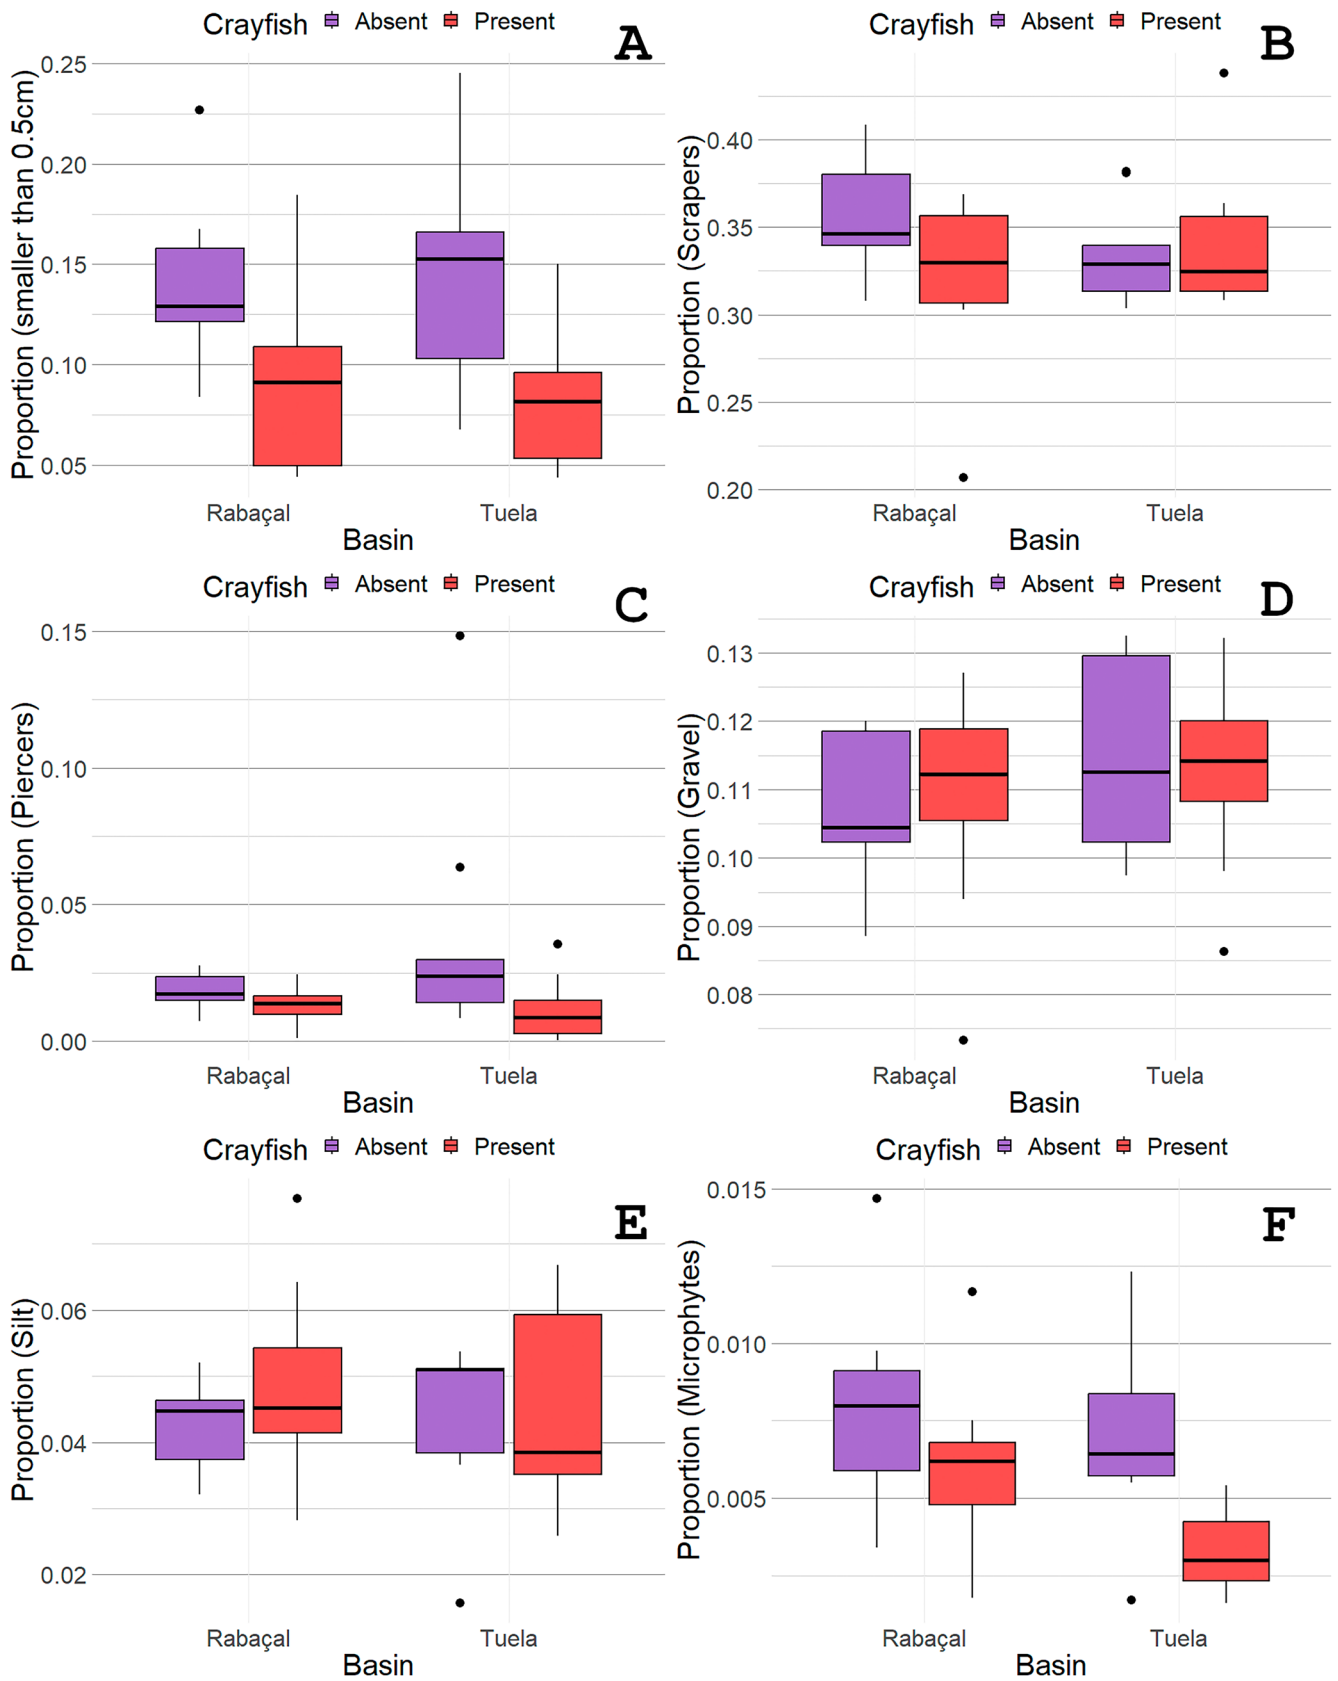 Crayfish Absent Present
A
Proportion (smaller than 0.5cm)
0.25
0.20
0.15
0.10
0.05
Rabaçal Tuela
Basin
Crayfish Absent Present
B
Proportion (Scrapers)
0.40
0.35
0.30
0.25
0.20
Rabaçal Tuela
Basin
Crayfish Absent Present
C
Proportion (Piercers)
0.15
0.10
0.05
0.00
Rabaçal Tuela
Basin
Crayfish Absent Present
D
Proportion (Gravel)
0.13
0.12
0.11
0.10
0.09
0.08
Rabaçal Tuela
Basin
Crayfish Absent Present
E
Proportion (Silt)
0.06
0.04
0.02
Rabaçal Tuela
Basin
Crayfish Absent Present
F
Proportion (Microphytes)
0.015
0.010
0.005
Rabaçal Tuela
Basin